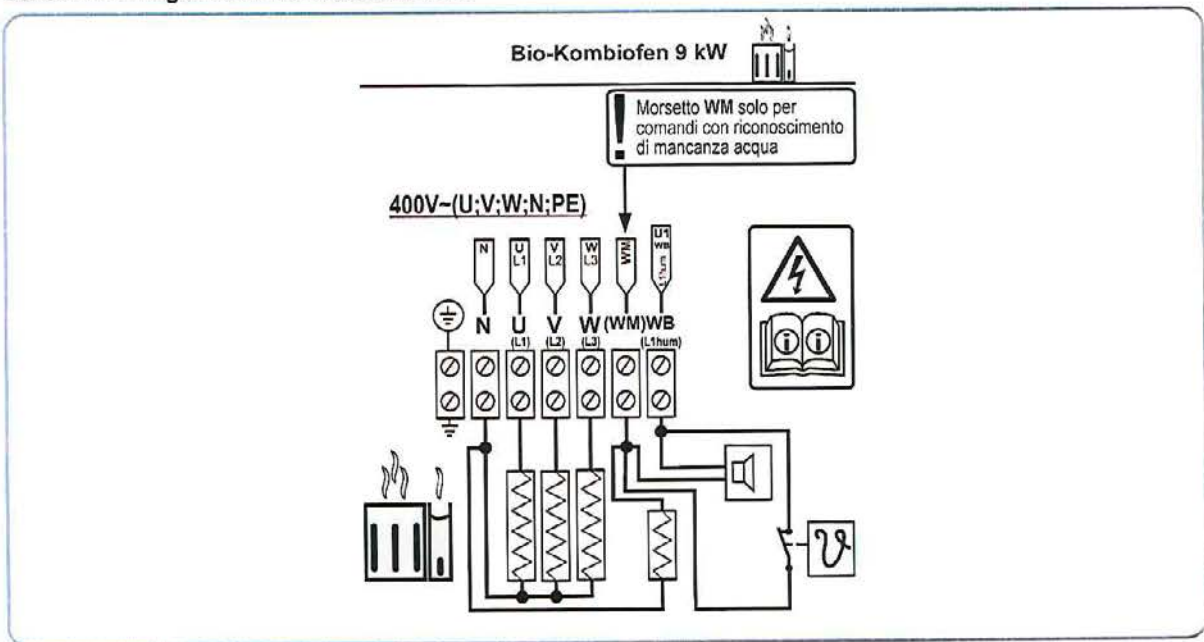 Bio-Kombiofen 9 kW
Morsetto WM solo per
comandi con riconoscimento
di mancanza acqua
400V~(U;V;W;N;PE)
N
U L1
V L2
W L3
WM
U1 WB L1hum
N U V W (WM) WB
(L1) (L2) (L3) (L1hum)